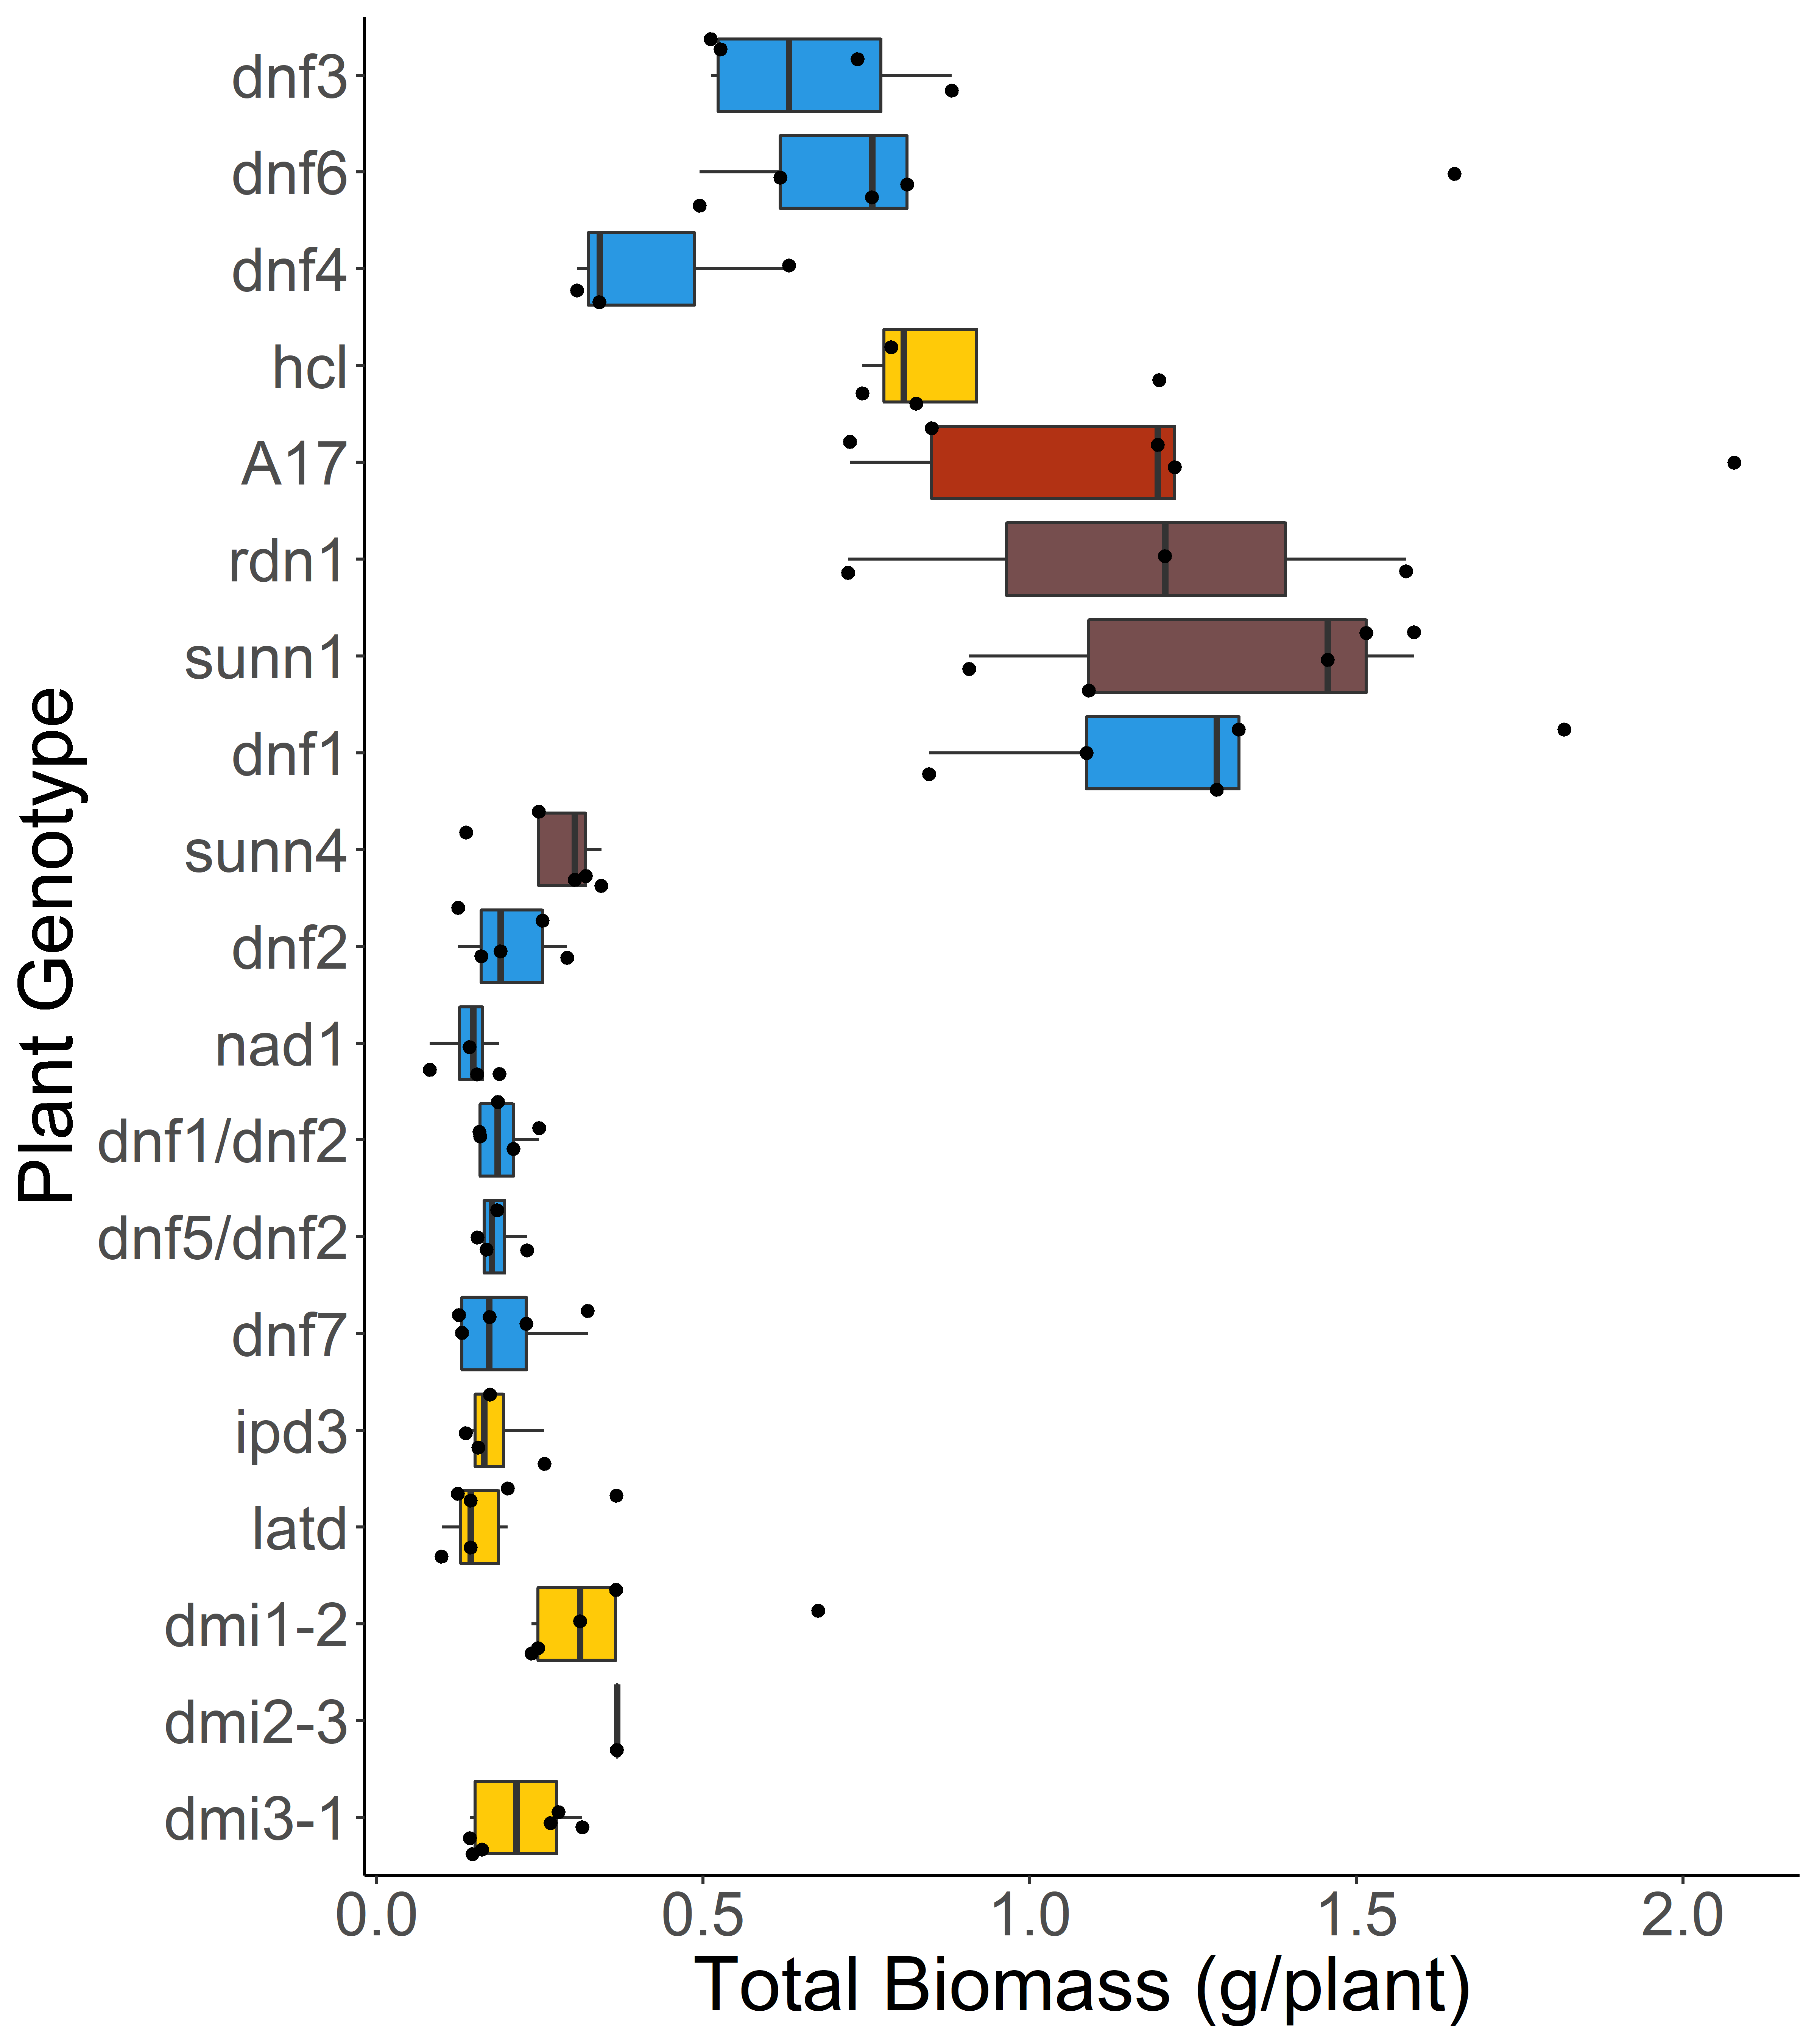 dnf3
dnf6
dnf4
hcl
A17
rdn1
sunn1
dnf1
sunn4
dnf2
nad1
dnf1/dnf2
dnf5/dnf2
dnf7
ipd3
latd
dmi1-2
dmi2-3
dmi3-1
Plant Genotype
0.0 0.5 1.0 1.5 2.0
Total Biomass (g/plant)